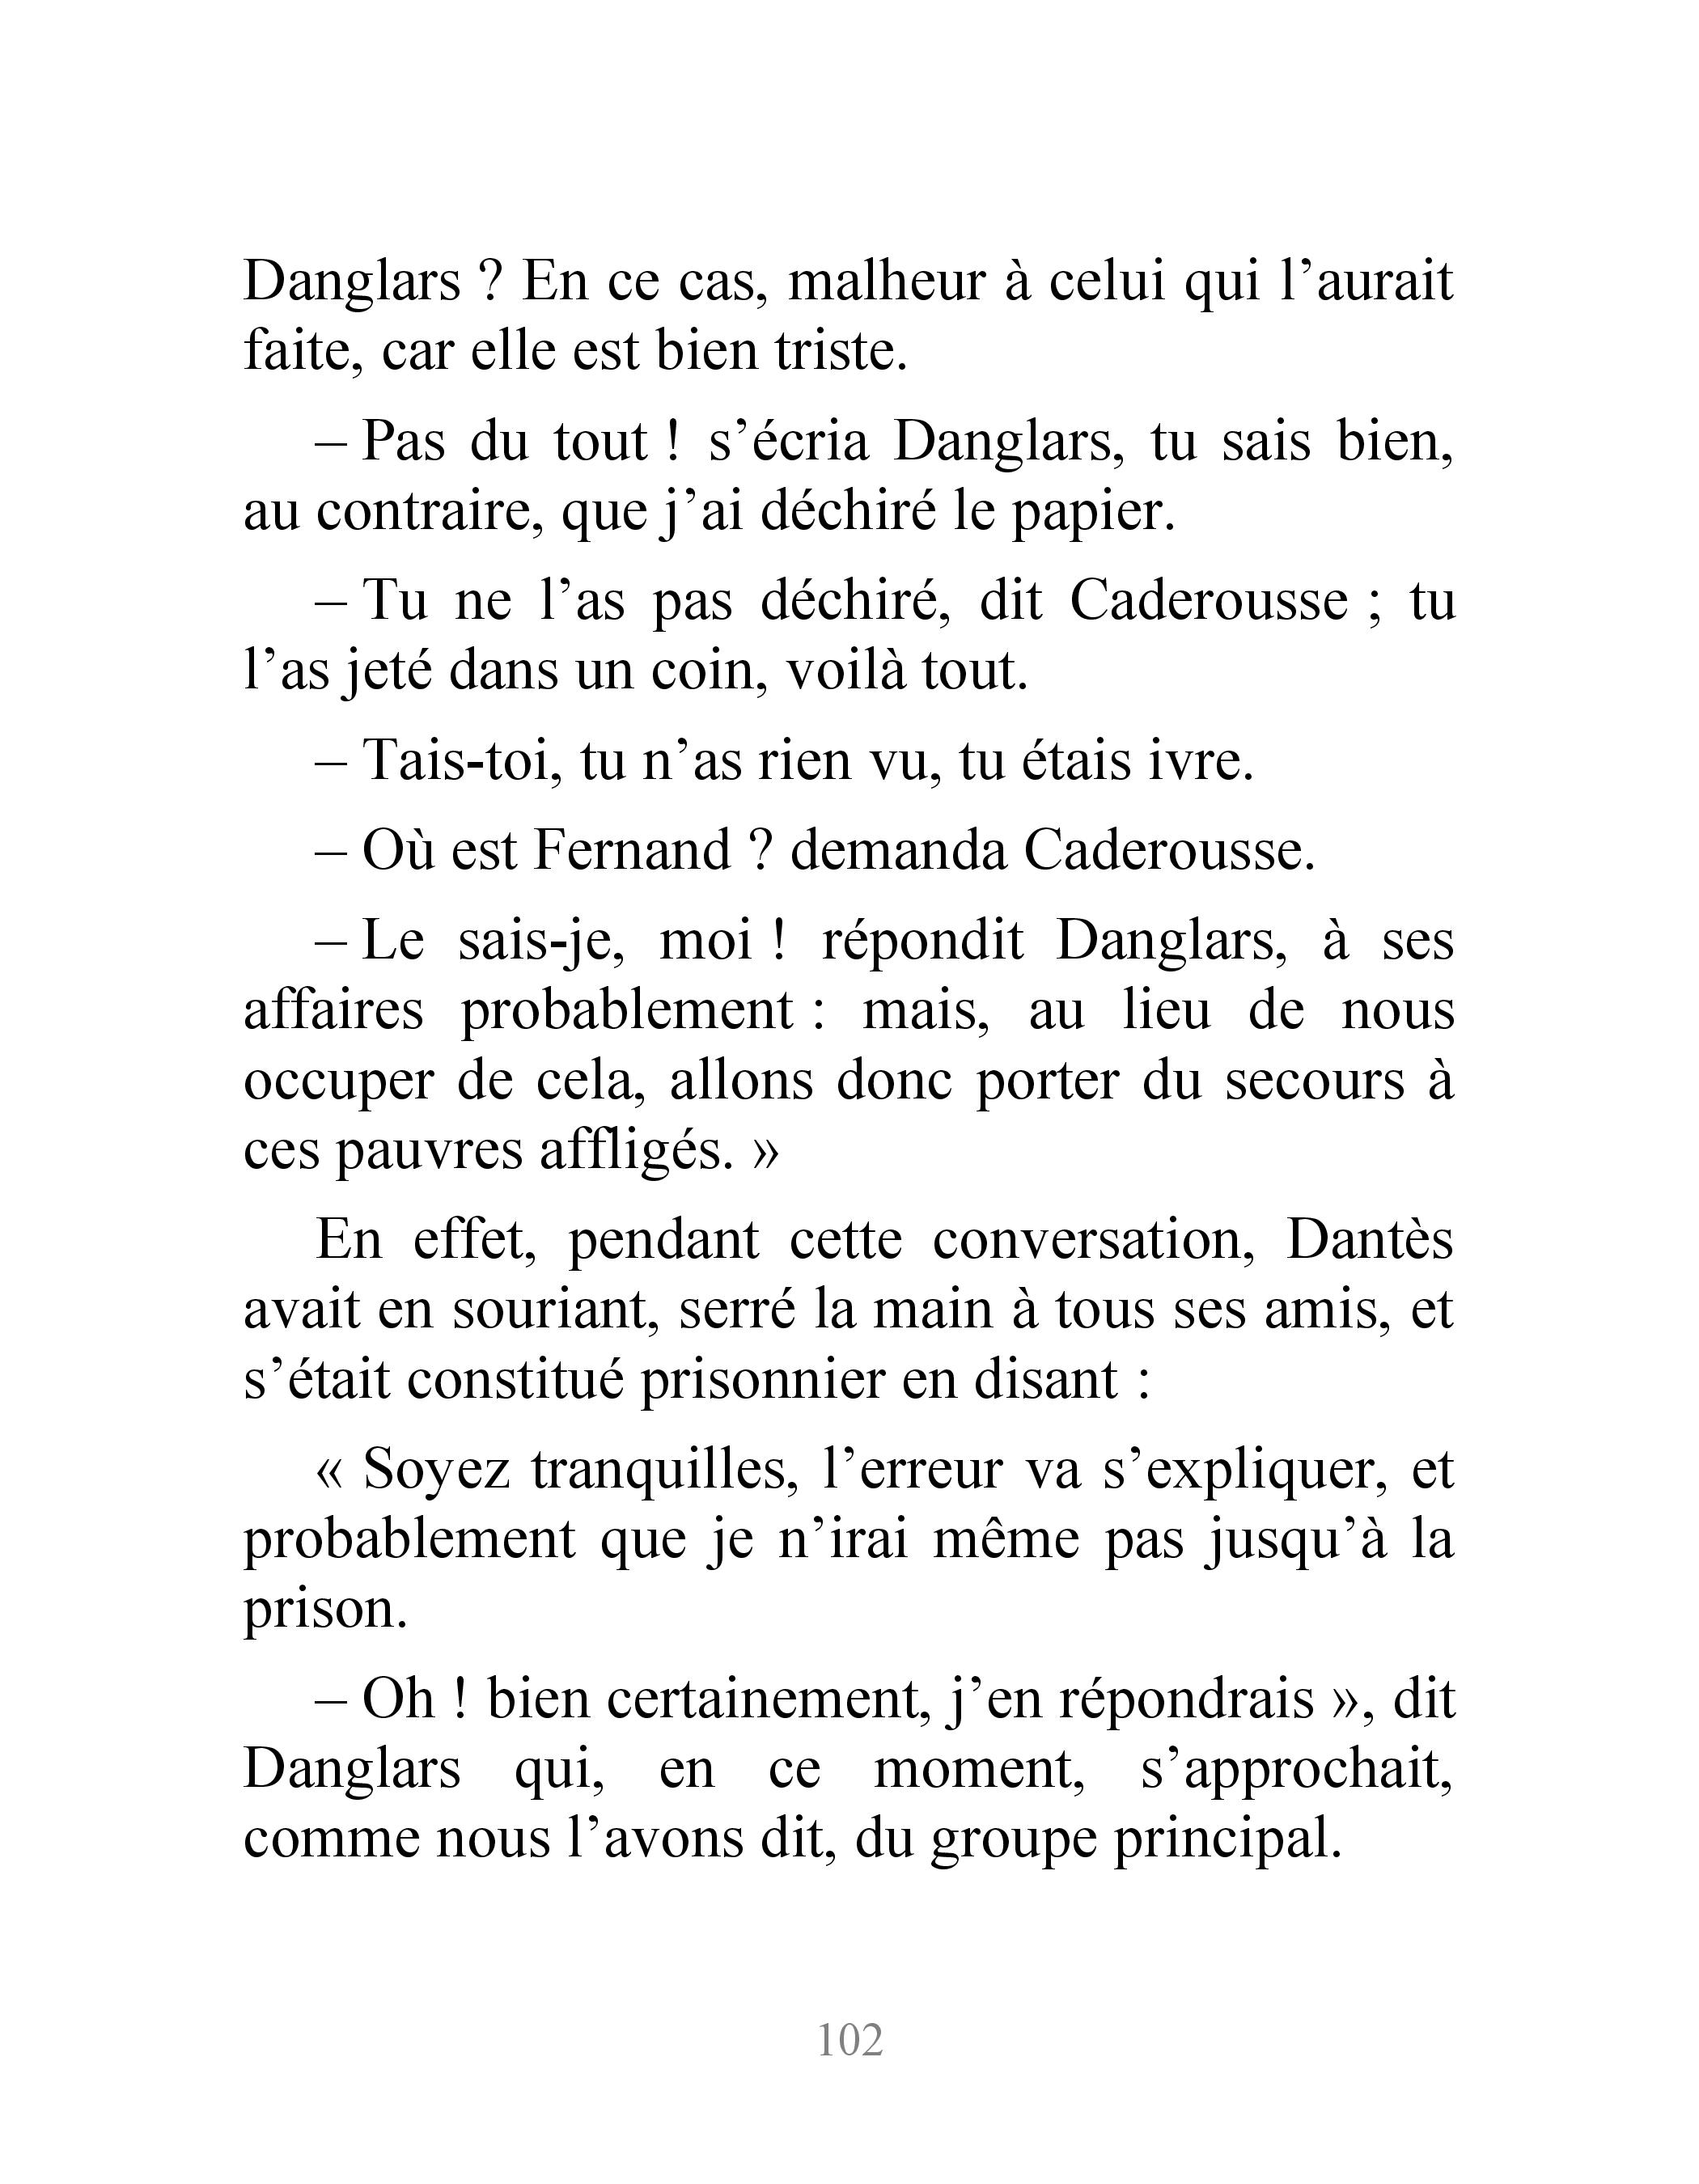 Danglars ? En ce cas, malheur à celui qui l’aurait
faite, car elle est bien triste.
– Pas du tout ! s’écria Danglars, tu sais bien,
au contraire, que j’ai déchiré le papier.
– Tu ne l’as pas déchiré, dit Caderousse ; tu
l’as jeté dans un coin, voilà tout.
– Tais-toi, tu n’as rien vu, tu étais ivre.
– Où est Fernand ? demanda Caderousse.
– Le sais-je, moi ! répondit Danglars, à ses
affaires probablement : mais, au lieu de nous
occuper de cela, allons donc porter du secours à
ces pauvres affligés. »
En effet, pendant cette conversation, Dantès
avait en souriant, serré la main à tous ses amis, et
s’était constitué prisonnier en disant :
« Soyez tranquilles, l’erreur va s’expliquer, et
probablement que je n’irai même pas jusqu’à la
prison.
– Oh ! bien certainement, j’en répondrais », dit
Danglars qui, en ce moment, s’approchait,
comme nous l’avons dit, du groupe principal.
102